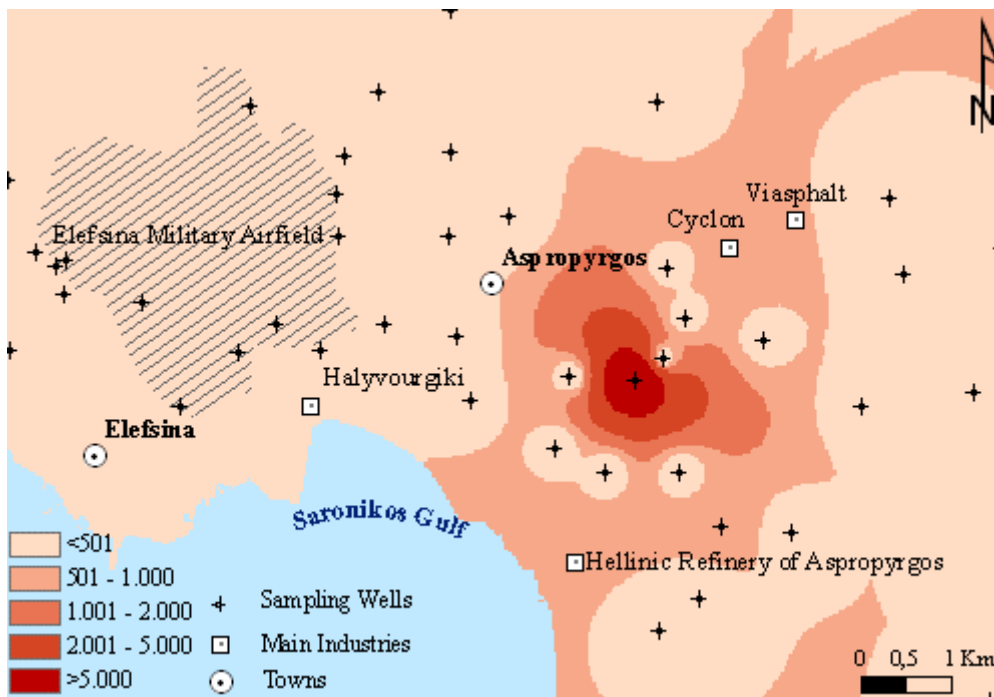 N
Viasphalt
Cyclon
Elefsina Military Airfield
Aspropyrgos
Halyvourgiki
Elefsina
Saronikos Gulf
<501
501 - 1.000
1.001 - 2.000
2.001 - 5.000
>5.000
Sampling Wells
Main Industries
Towns
Hellinic Refinery of Aspropyrgos
0 0,5 1 Km